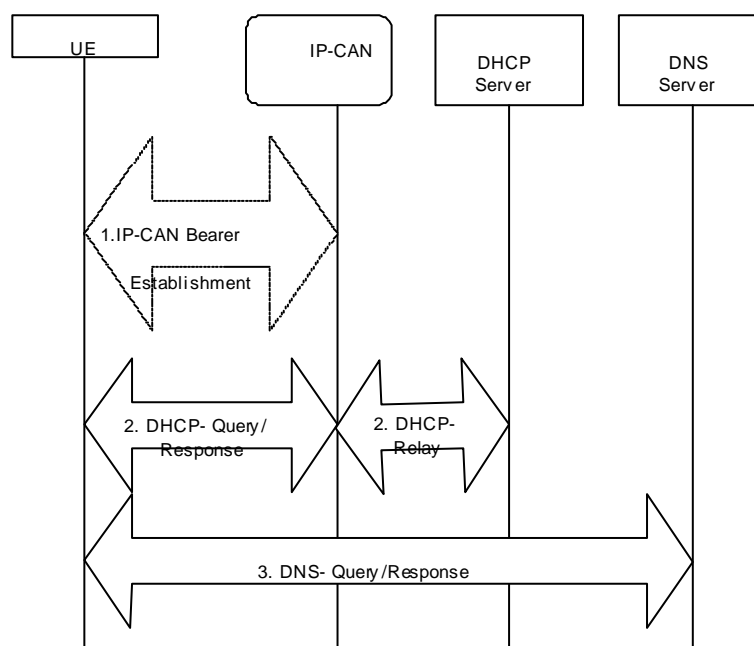 UE
IP-CAN
DHCP
Server
DNS
Server
1.IP-CAN Bearer
Establishment
2. DHCP- Query/
Response
2. DHCP-
Relay
3. DNS- Query/Response